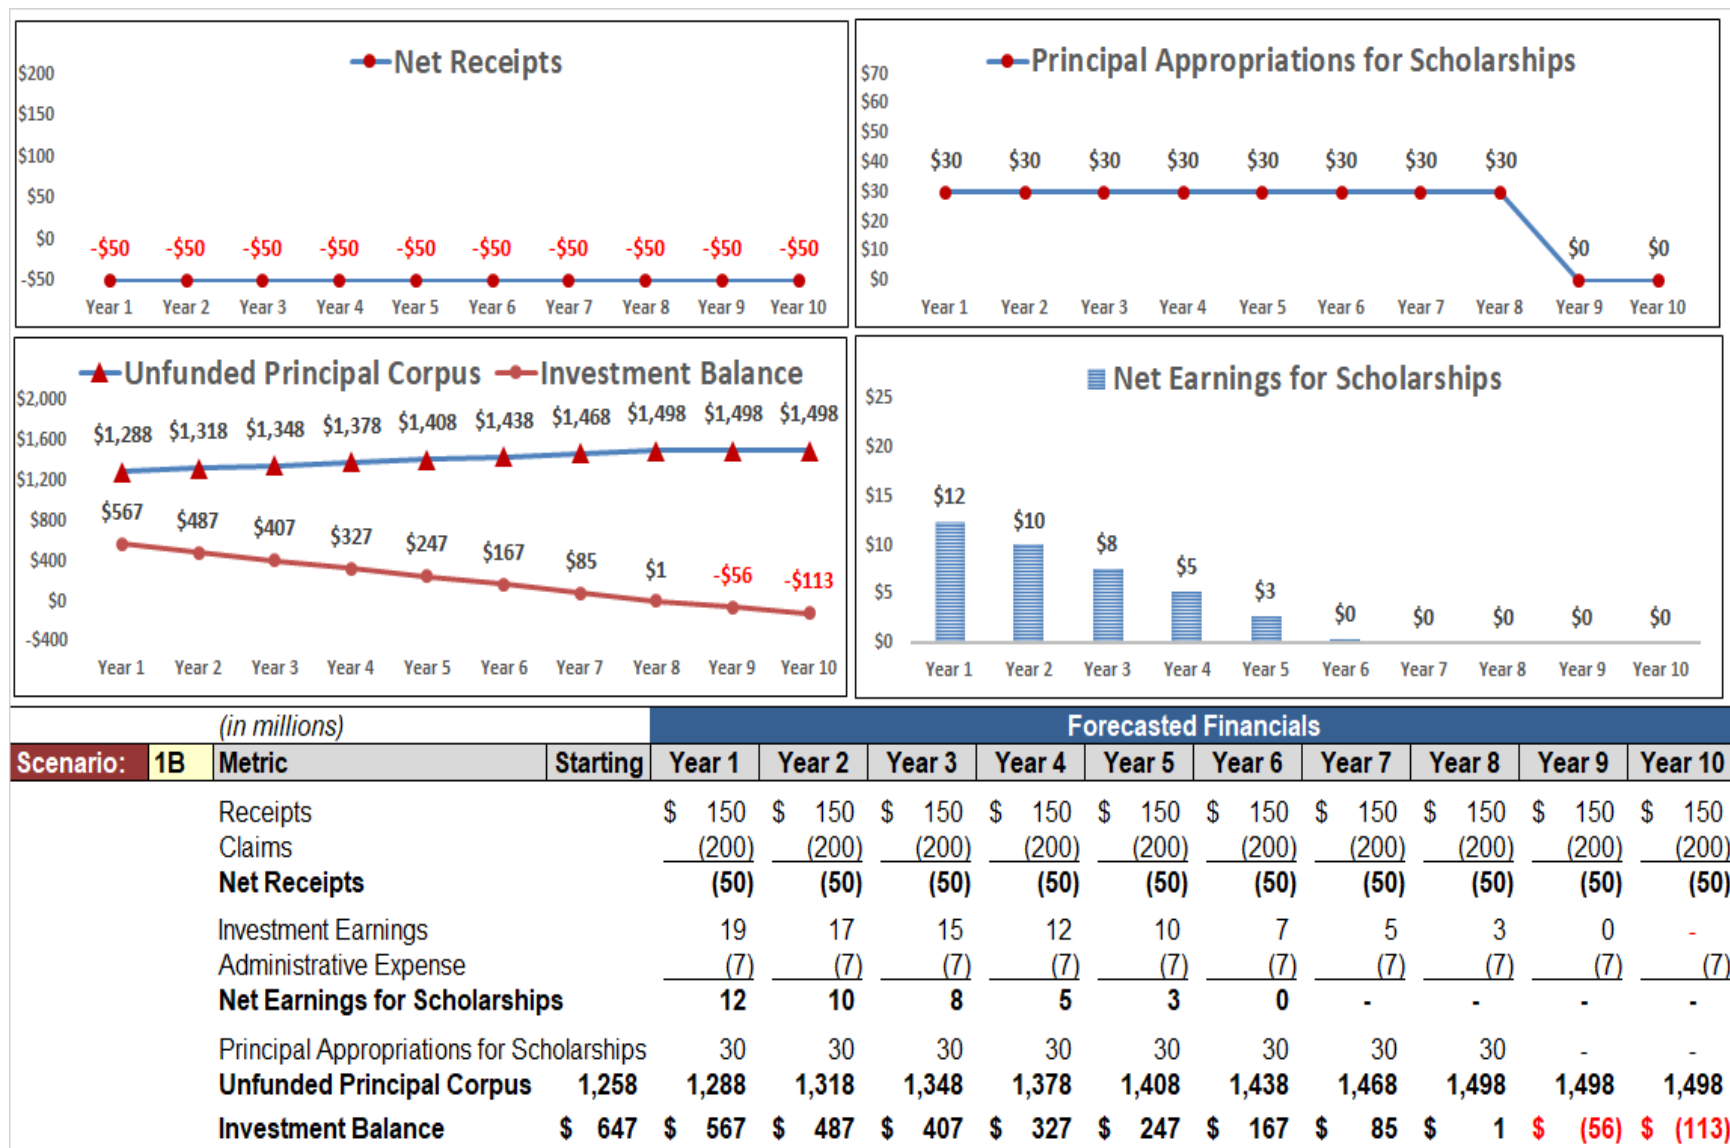 Net Receipts
$200
$150
$100
$50
$0
-$50
-$50 -$50 -$50 -$50 -$50 -$50 -$50 -$50 -$50 -$50
Year 1 Year 2 Year 3 Year 4 Year 5 Year 6 Year 7 Year 8 Year 9 Year 10
Principal Appropriations for Scholarships
$70
$60
$50
$40
$30
$20
$10
$0
$30 $30 $30 $30 $30 $30 $30 $30 $0 $0
Year 1 Year 2 Year 3 Year 4 Year 5 Year 6 Year 7 Year 8 Year 9 Year 10
Unfunded Principal Corpus Investment Balance
$2,000
$1,600
$1,200
$800
$400
$0
-$400
$1,288 $1,318 $1,348 $1,378 $1,408 $1,438 $1,468 $1,498 $1,498 $1,498
$567 $487 $407 $327 $247 $167 $85 $1 -$56 -$113
Year 1 Year 2 Year 3 Year 4 Year 5 Year 6 Year 7 Year 8 Year 9 Year 10
Net Earnings for Scholarships
$25
$20
$15
$10
$5
$0
$12 $10 $8 $5 $3 $0 $0 $0 $0 $0
Year 1 Year 2 Year 3 Year 4 Year 5 Year 6 Year 7 Year 8 Year 9 Year 10
(in millions) Forecasted Financials
Scenario: 1B Metric Starting Year 1 Year 2 Year 3 Year 4 Year 5 Year 6 Year 7 Year 8 Year 9 Year 10
Receipts $ 150 $ 150 $ 150 $ 150 $ 150 $ 150 $ 150 $ 150 $ 150 $ 150
Claims (200) (200) (200) (200) (200) (200) (200) (200) (200) (200)
Net Receipts (50) (50) (50) (50) (50) (50) (50) (50) (50) (50)
Investment Earnings 19 17 15 12 10 7 5 3 0 -
Administrative Expense (7) (7) (7) (7) (7) (7) (7) (7) (7) (7)
Net Earnings for Scholarships 12 10 8 5 3 0 - - - -
Principal Appropriations for Scholarships 30 30 30 30 30 30 30 30 - -
Unfunded Principal Corpus 1,258 1,288 1,318 1,348 1,378 1,408 1,438 1,468 1,498 1,498 1,498
Investment Balance $ 647 $ 567 $ 487 $ 407 $ 327 $ 247 $ 167 $ 85 $ 1 $ (56) $ (113)